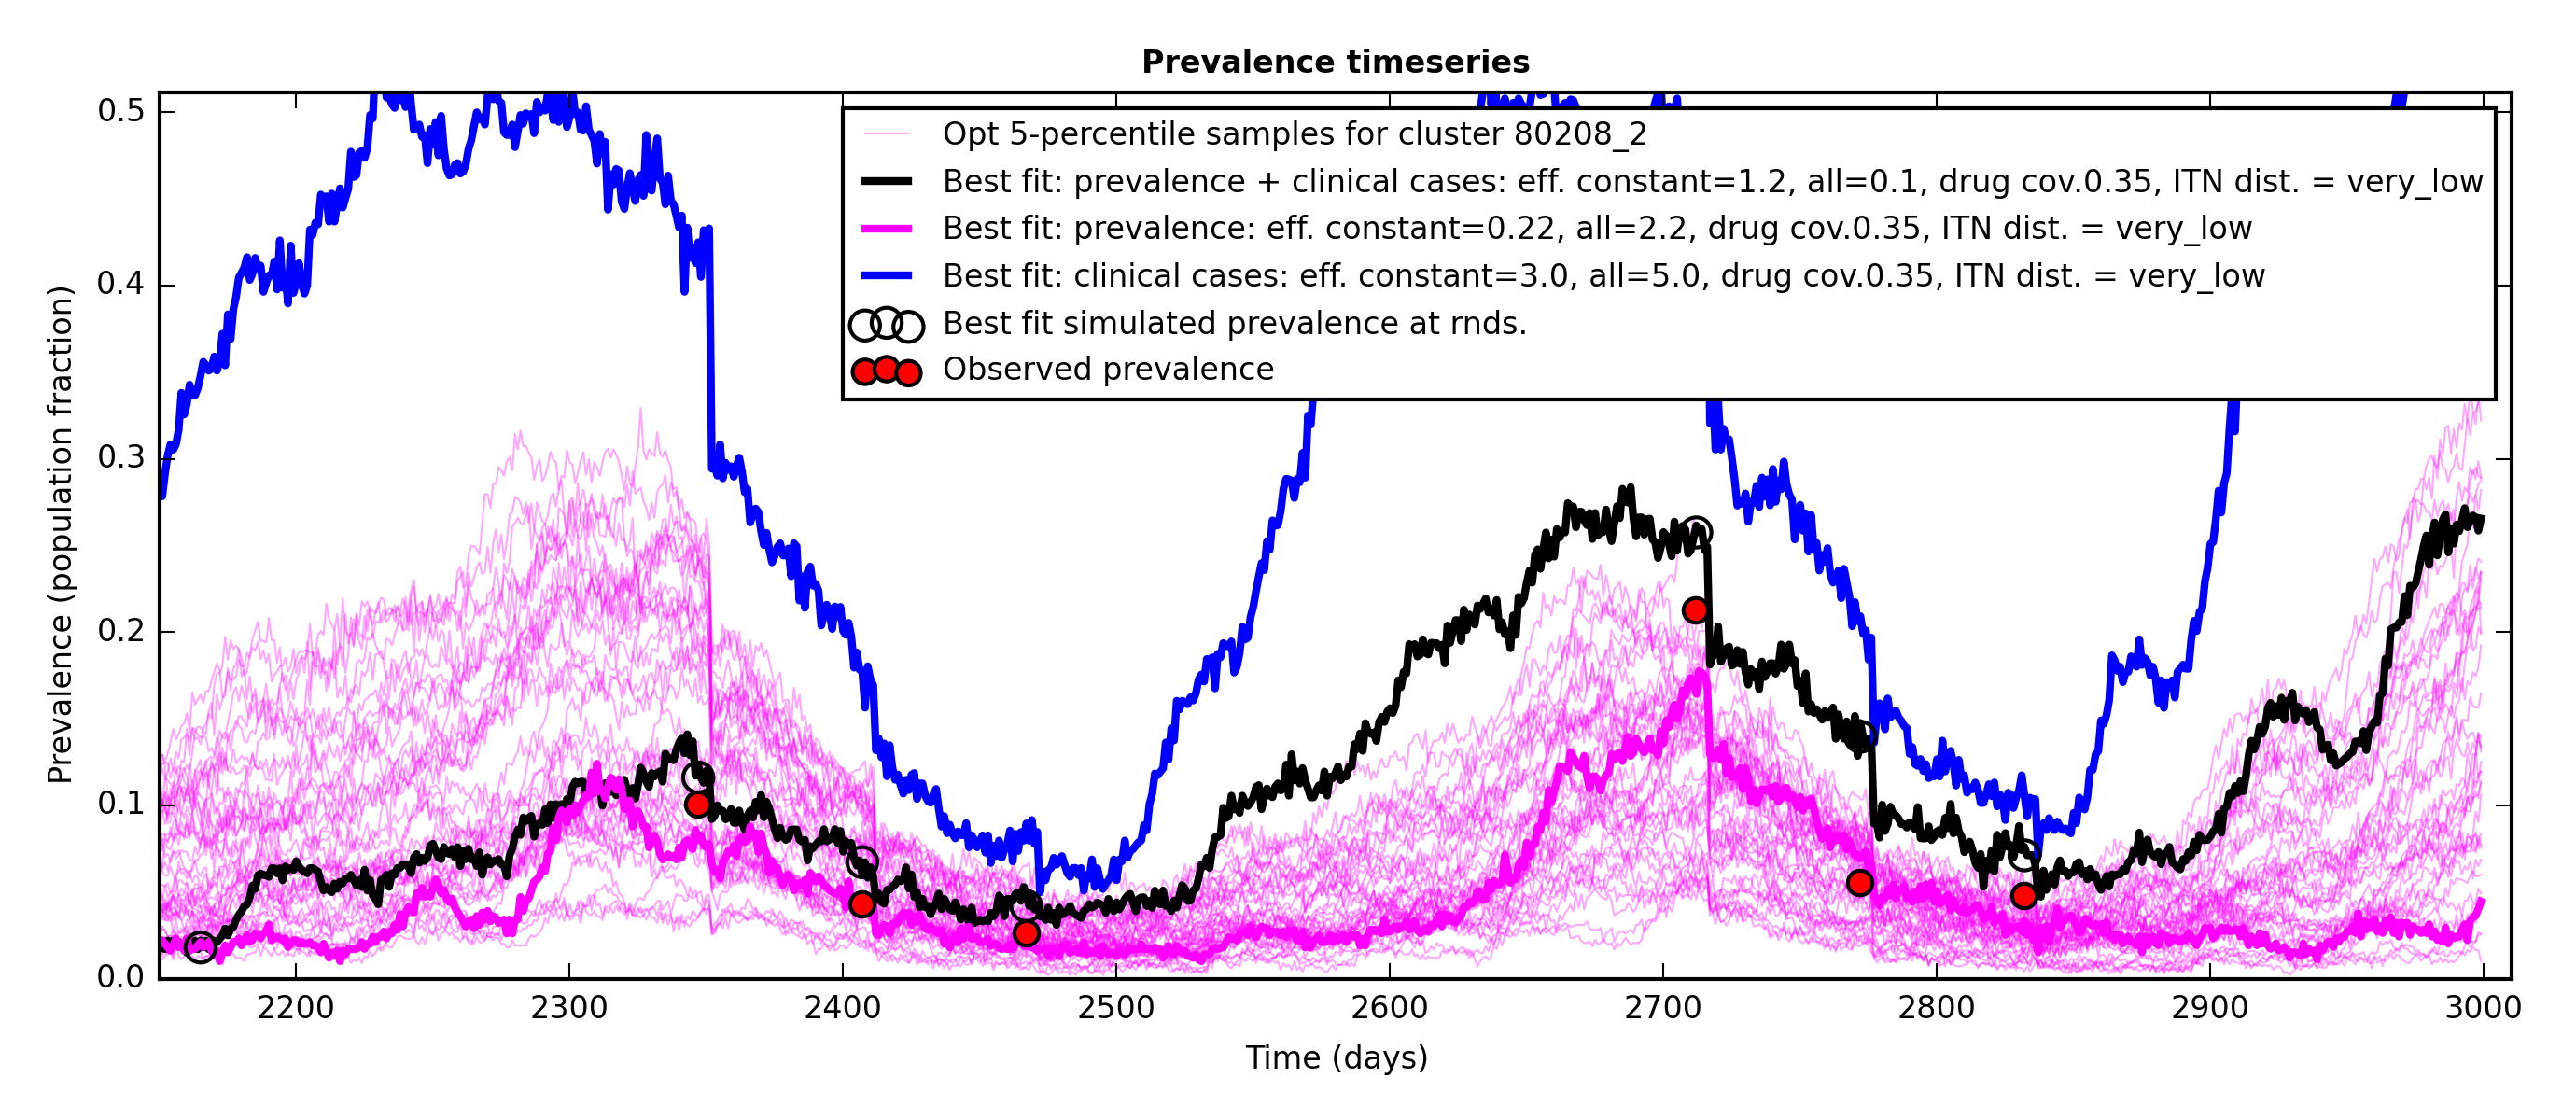 Prevalence timeseries
Opt 5-percentile samples for cluster 80208_2
Best fit: prevalence + clinical cases: eff. constant=1.2, all=0.1, drug cov.0.35, ITN dist. = very_low
Best fit: prevalence: eff. constant=0.22, all=2.2, drug cov.0.35, ITN dist. = very_low
Best fit: clinical cases: eff. constant=3.0, all=5.0, drug cov.0.35, ITN dist. = very_low
Best fit simulated prevalence at rnds.
Observed prevalence
Prevalence (population fraction)
0.5
0.4
0.3
0.2
0.1
0.0
2200 2300 2400 2500 2600 2700 2800 2900 3000
Time (days)